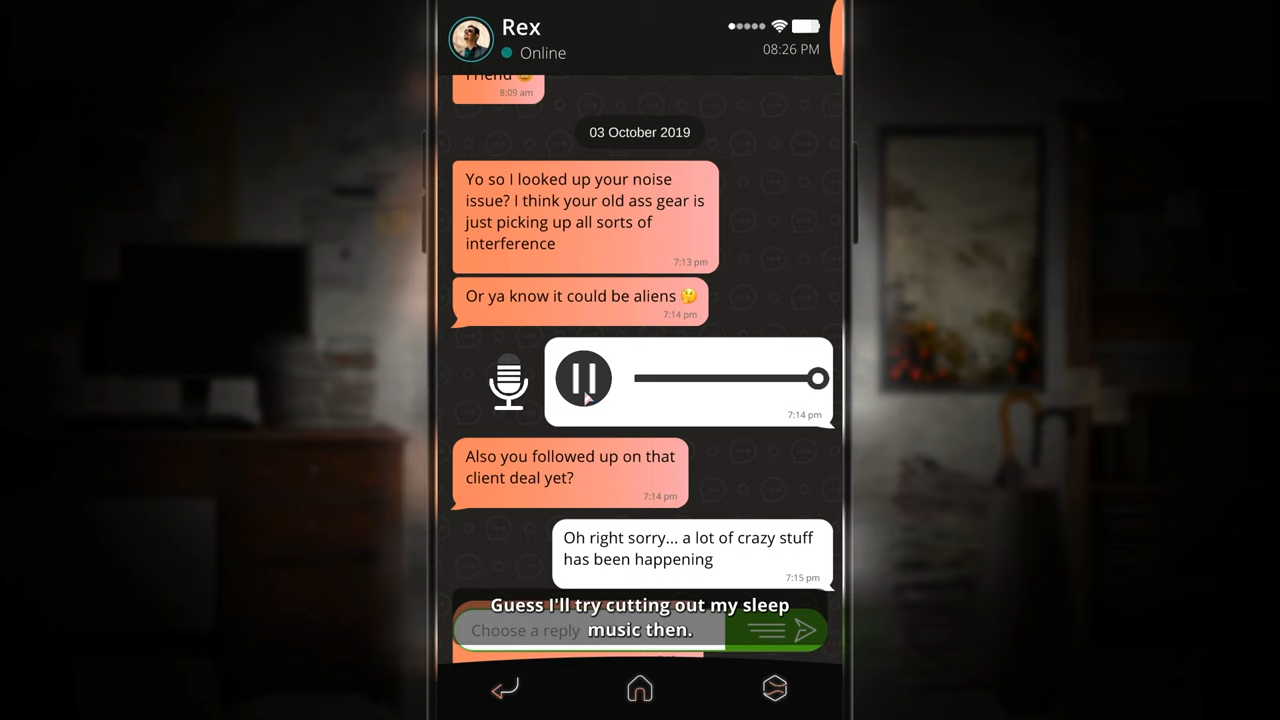 Rex
Online
08:26 PM
Friend
8:09 am
03 October 2019
Yo so I looked up your noise
issue? I think your old ass gear is
just picking up all sorts of
interference
7:13 pm
Or ya know it could be aliens 🤔
7:14 pm
7:14 pm
Also you followed up on that
client deal yet?
7:14 pm
Oh right sorry... a lot of crazy stuff
has been happening
7:15 pm
Guess I'll try cutting out my sleep
music then.
Choose a reply